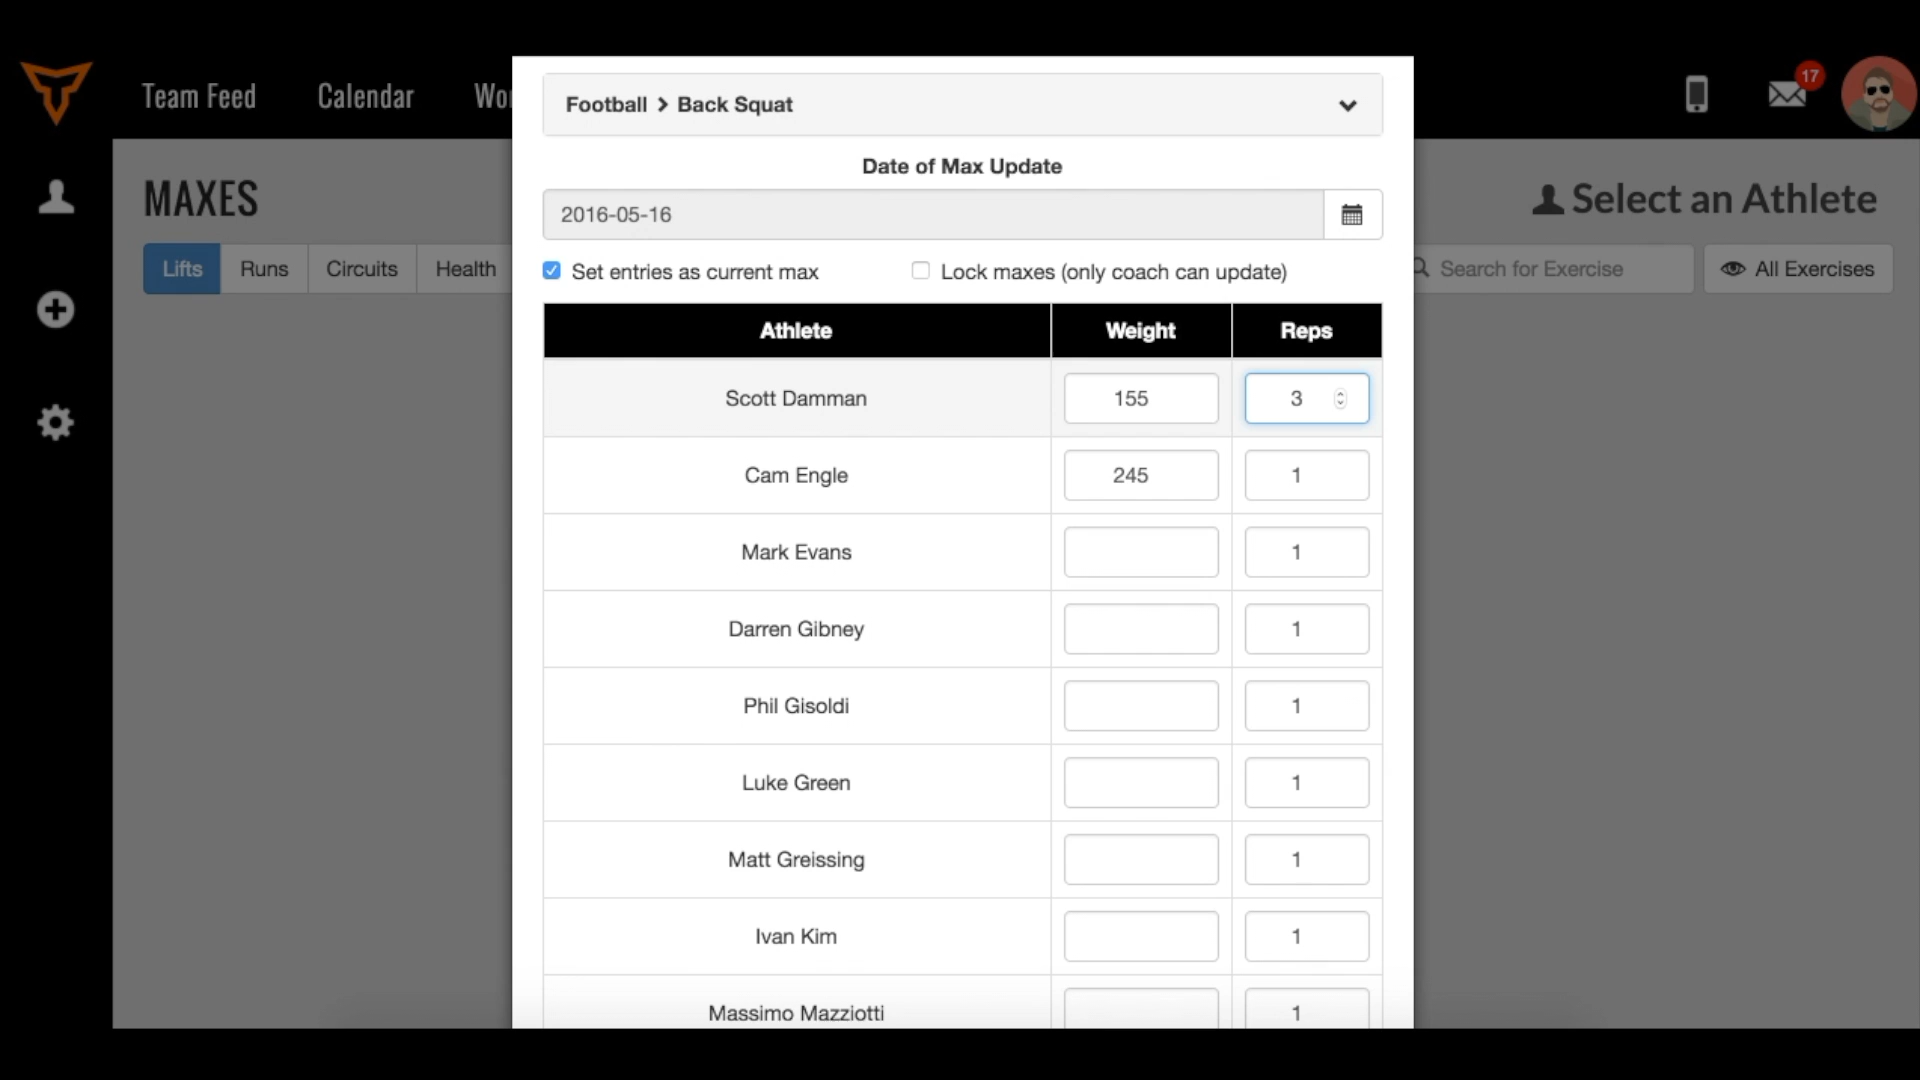 Team Feed
Calendar
Wo
17
MAXES
Select an Athlete
Lifts
Runs
Circuits
Health
Search for Exercise
All Exercises
Football > Back Squat
Date of Max Update
2016-05-16
Set entries as current max
Lock maxes (only coach can update)
Athlete Weight Reps
Scott Damman 155 3
Cam Engle 245 1
Mark Evans 1
Darren Gibney 1
Phil Gisoldi 1
Luke Green 1
Matt Greissing 1
Ivan Kim 1
Massimo Mazziotti 1